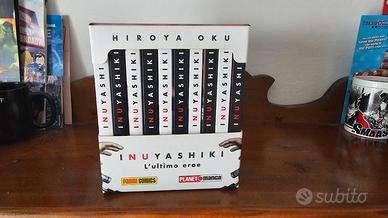 HIROYA OKU
INUYASHIKI
INUYASHIKI
INUYASHIKI
INUYASHIKI
INUYASHIKI
INUYASHIKI
INUYASHIKI
INUYASHIKI
INUYASHIKI
INUYASHIKI
INUYASHIKI
L'ultimo eroe
PANINI COMICS
PLANET MANGA
subito